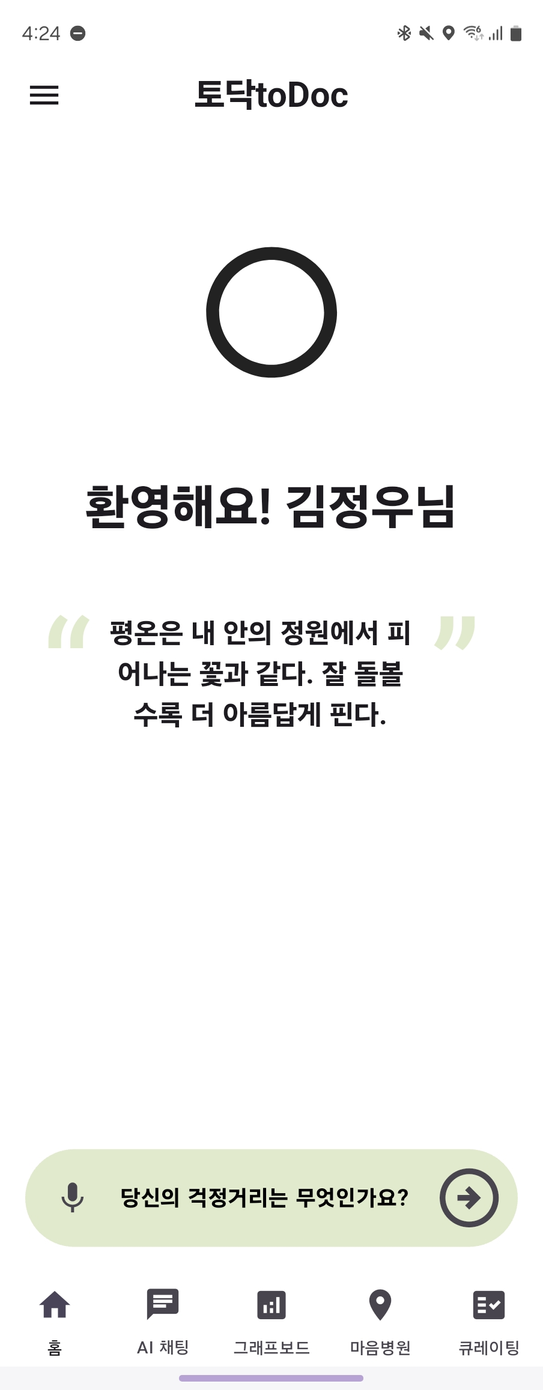 4:24
토닥toDoc
환영해요! 김정우님
“ 평온은 내 안의 정원에서 피 ”
어나는 꽃과 같다. 잘 돌볼
수록 더 아름답게 핀다.
당신의 걱정거리는 무엇인가요?
홈 AI 채팅 그래프보드 마음병원 큐레이팅